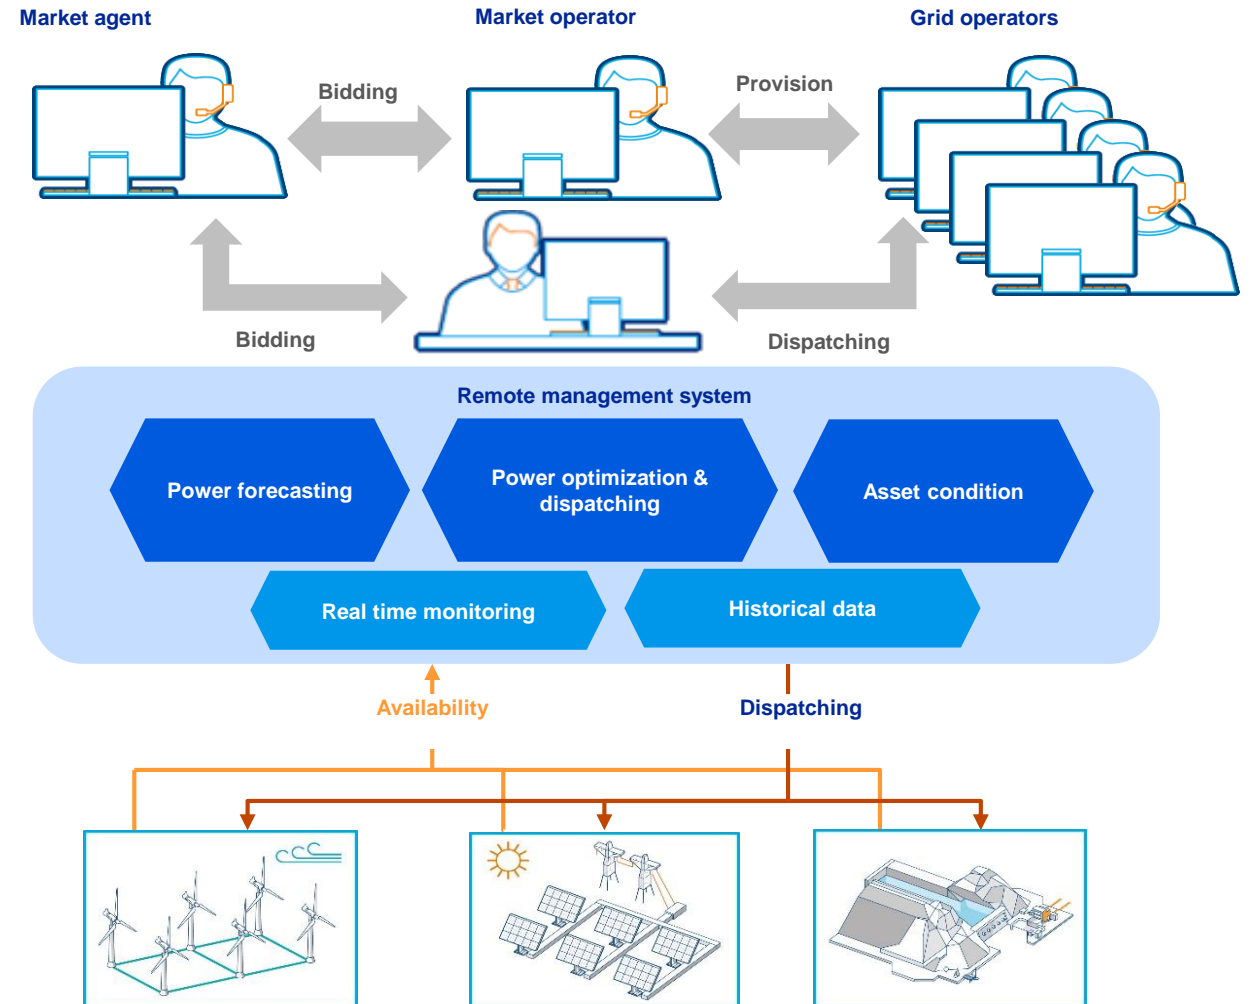 Market agent
Market operator
Grid operators
Bidding
Provision
Bidding
Dispatching
Remote management system
Power forecasting
Power optimization &
dispatching
Asset condition
Real time monitoring
Historical data
Availability
Dispatching